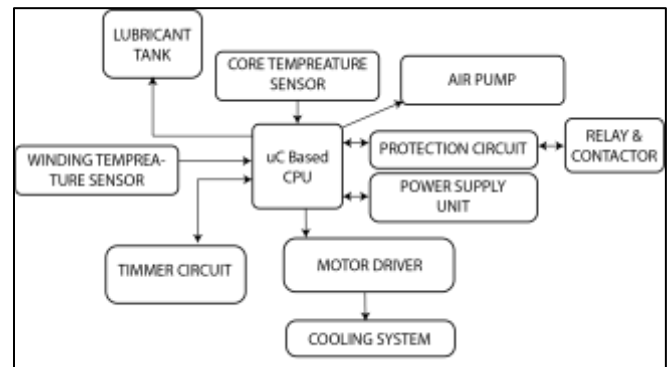 LUBRICANT
TANK
CORE TEMPREATURE
SENSOR
AIR PUMP
WINDING TEMPREA-
TURE SENSOR
uC Based
CPU
PROTECTION CIRCUIT
RELAY &
CONTACTOR
POWER SUPPLY
UNIT
TIMMER CIRCUIT
MOTOR DRIVER
COOLING SYSTEM